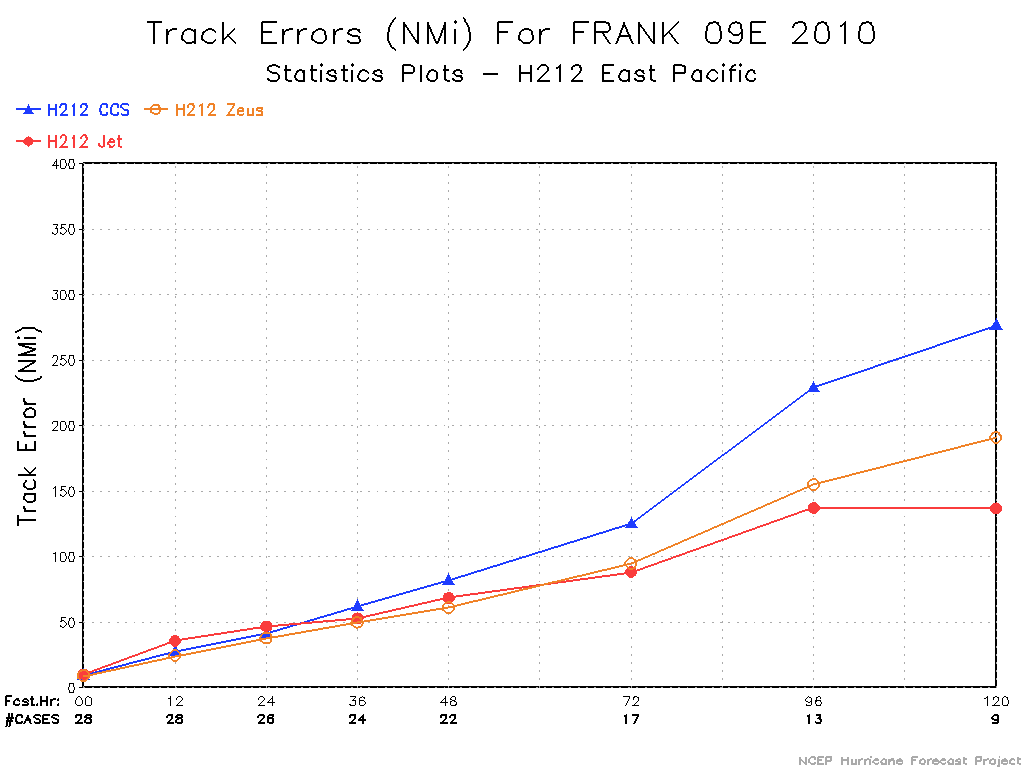 Track Errors (NMi) For FRANK 09E 2010
Statistics Plots – H212 East Pacific
H212 CCS H212 Zeus
H212 Jet
400
350
300
250
200
150
100
50
0
Track Error (NMi)
Fcst.Hr: 00 12 24 36 48 72 96 120
#CASES 28 28 26 24 22 17 13 9
NCEP Hurricane Forecast Project